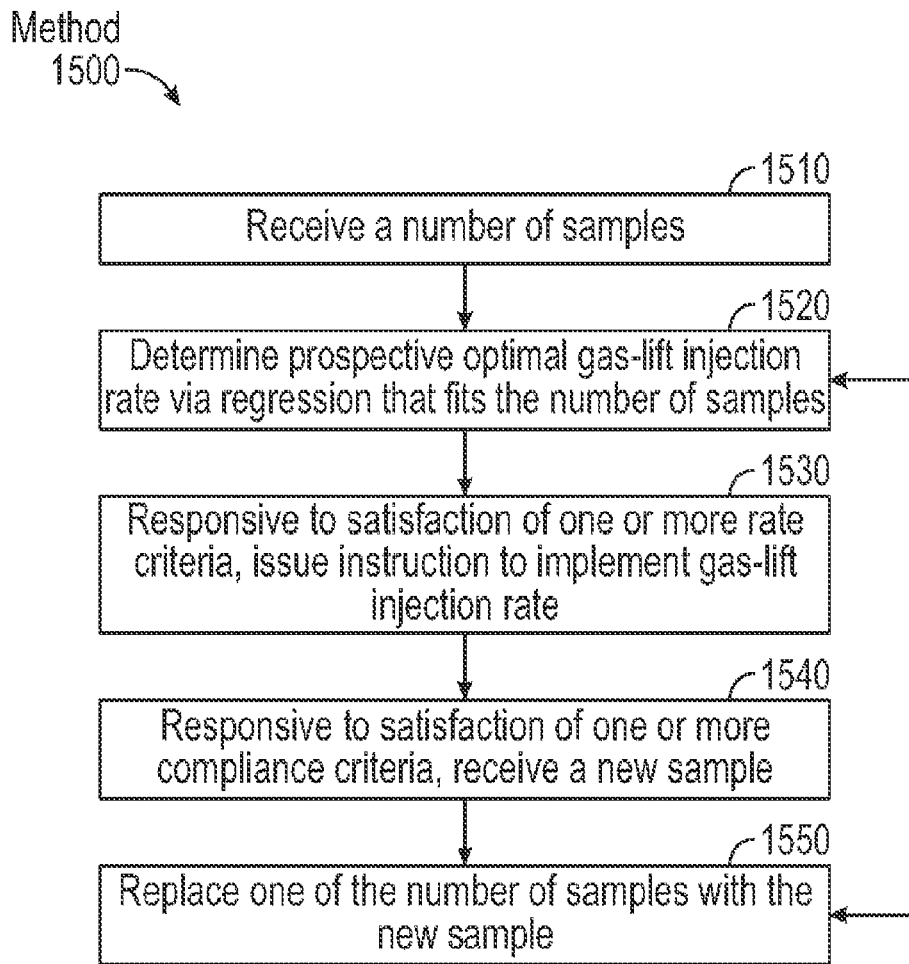 Method
1500
1510
Receive a number of samples
1520
Determine prospective optimal gas-lift injection
rate via regression that fits the number of samples
1530
Responsive to satisfaction of one or more rate
criteria, issue instruction to implement gas-lift
injection rate
1540
Responsive to satisfaction of one or more
compliance criteria, receive a new sample
1550
Replace one of the number of samples with the
new sample